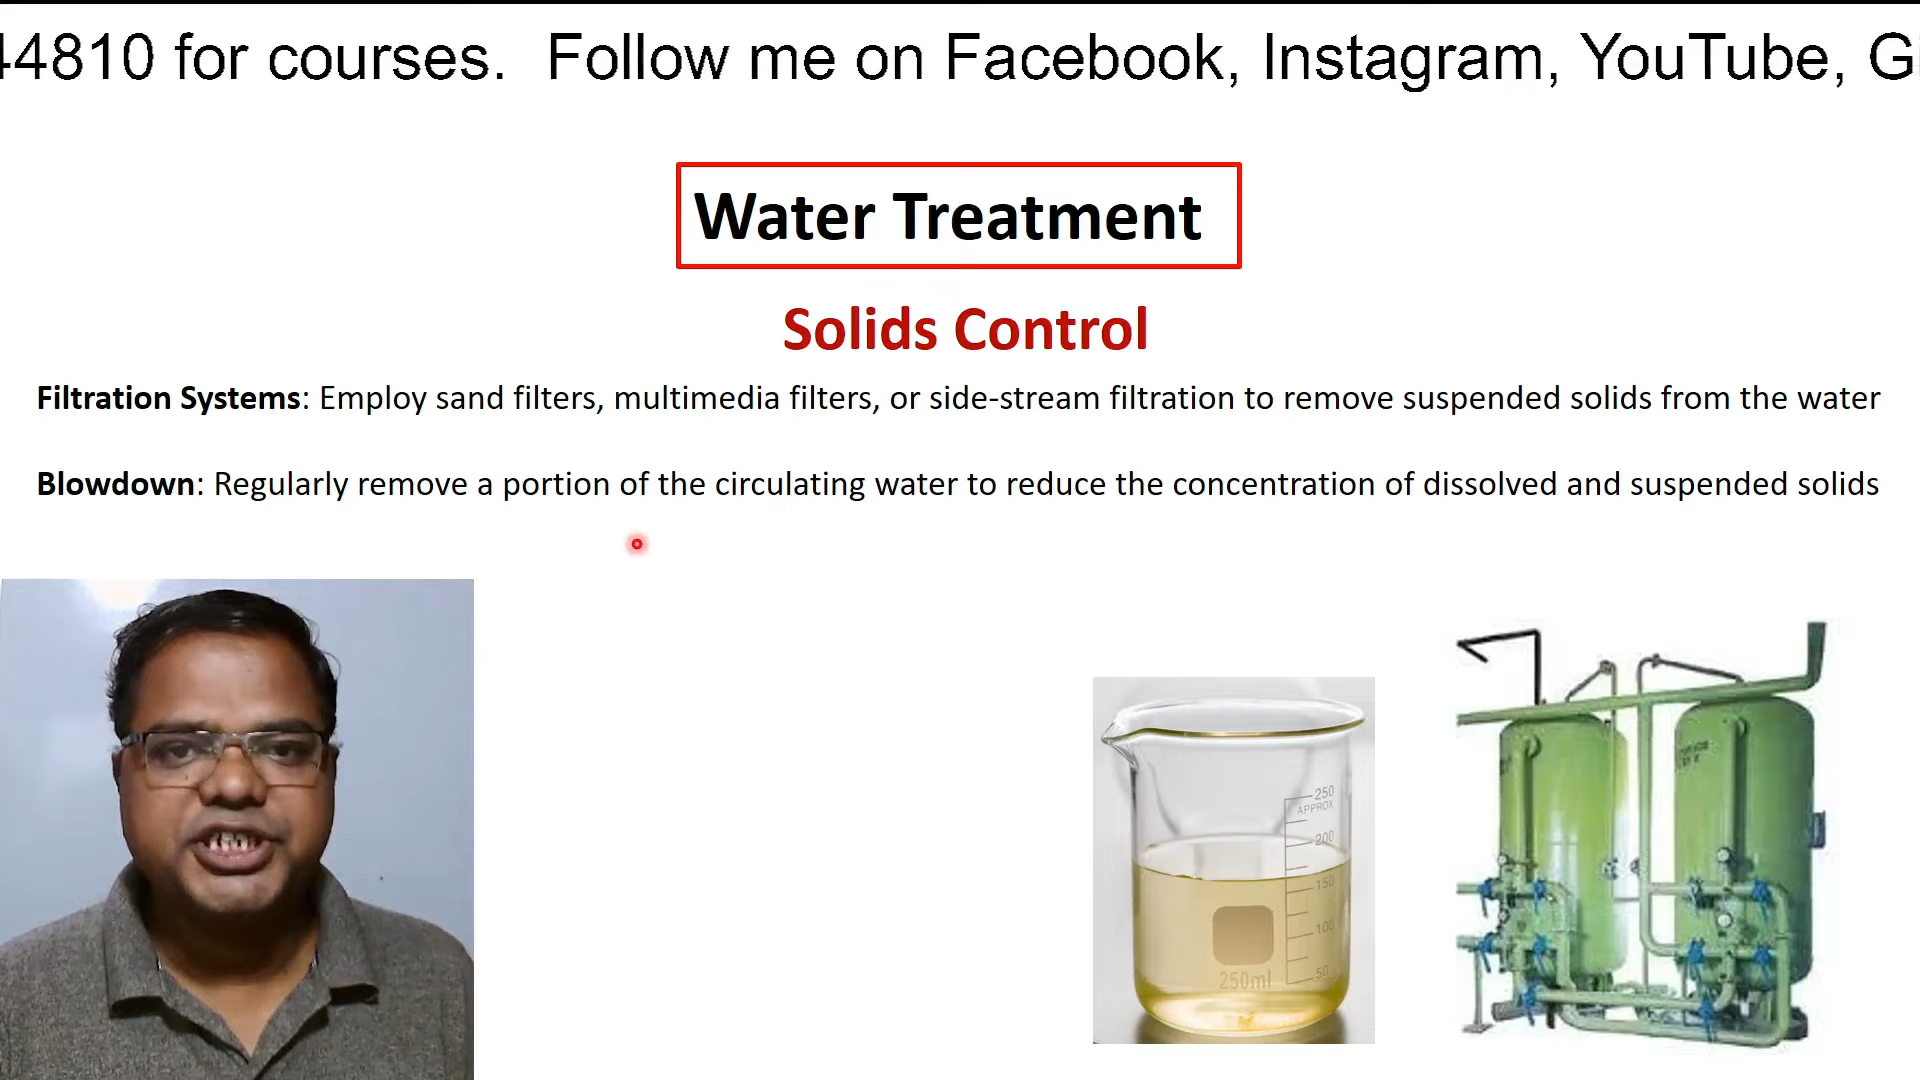 44810 for courses.  Follow me on Facebook, Instagram, YouTube, Gi
Water Treatment
Solids Control
Filtration Systems: Employ sand filters, multimedia filters, or side-stream filtration to remove suspended solids from the water
Blowdown: Regularly remove a portion of the circulating water to reduce the concentration of dissolved and suspended solids
250
APPROX
200
150
100
50
250ml